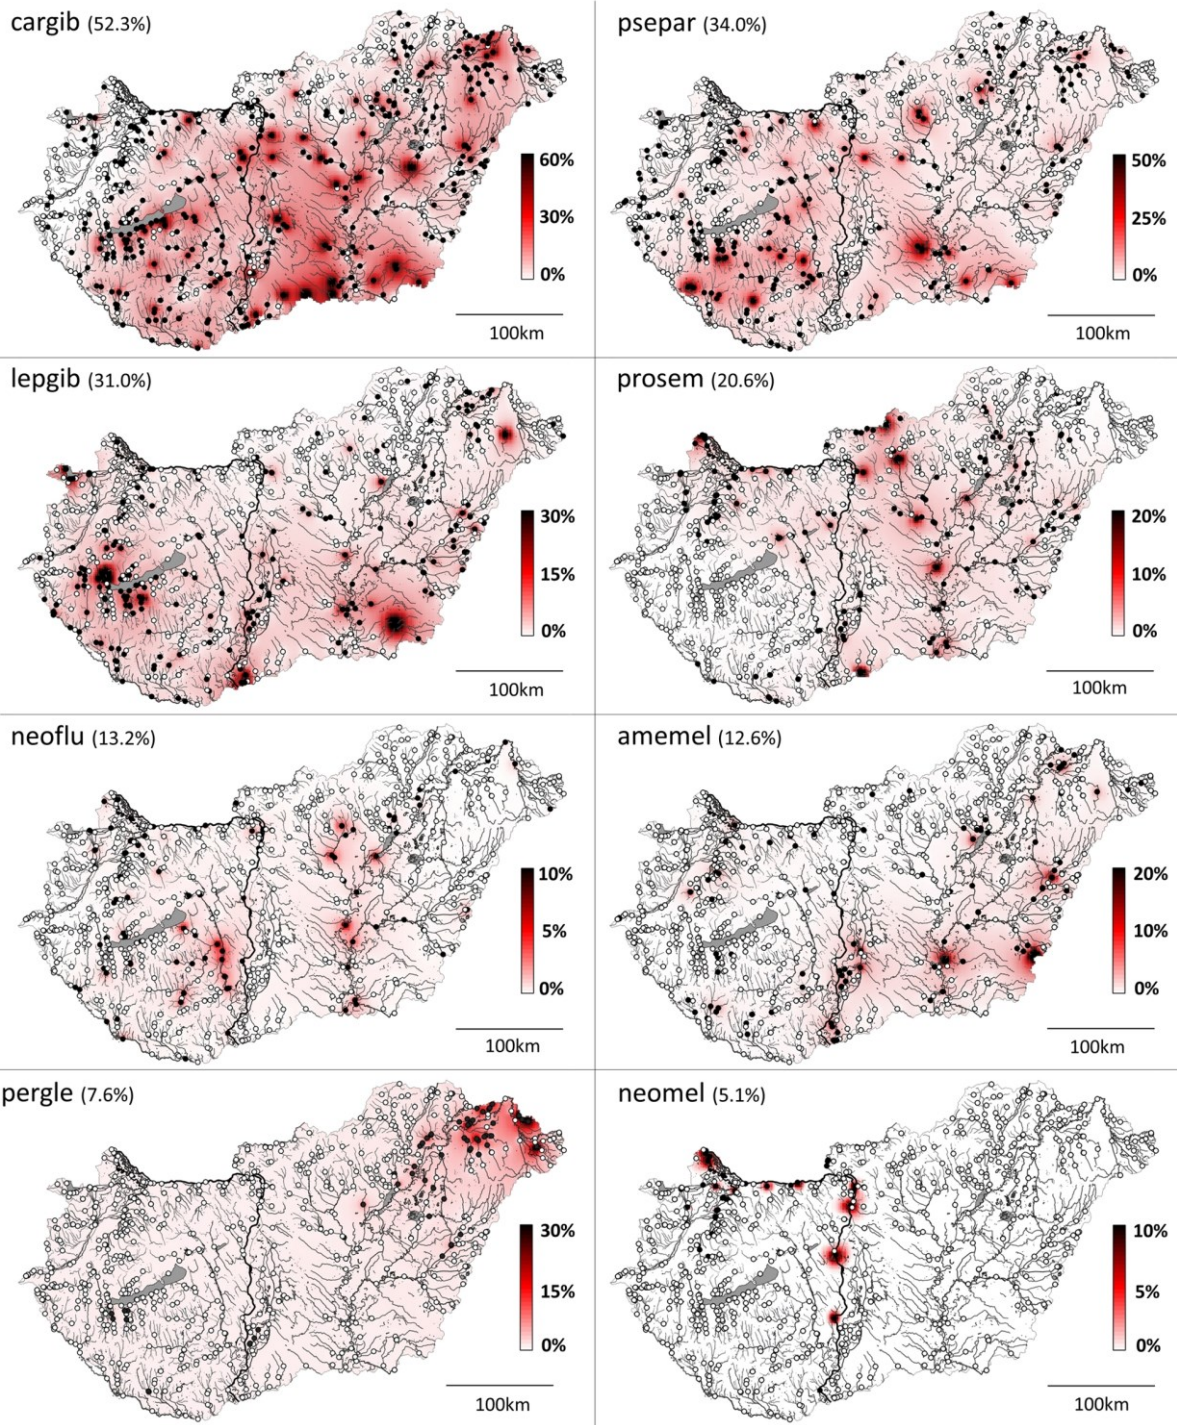 cargib (52.3%)
60%
30%
0%
100km
psepar (34.0%)
50%
25%
0%
100km
lepgib (31.0%)
30%
15%
0%
100km
prosem (20.6%)
20%
10%
0%
100km
neoflu (13.2%)
10%
5%
0%
100km
amemel (12.6%)
20%
10%
0%
100km
pergle (7.6%)
30%
15%
0%
100km
neomel (5.1%)
10%
5%
0%
100km